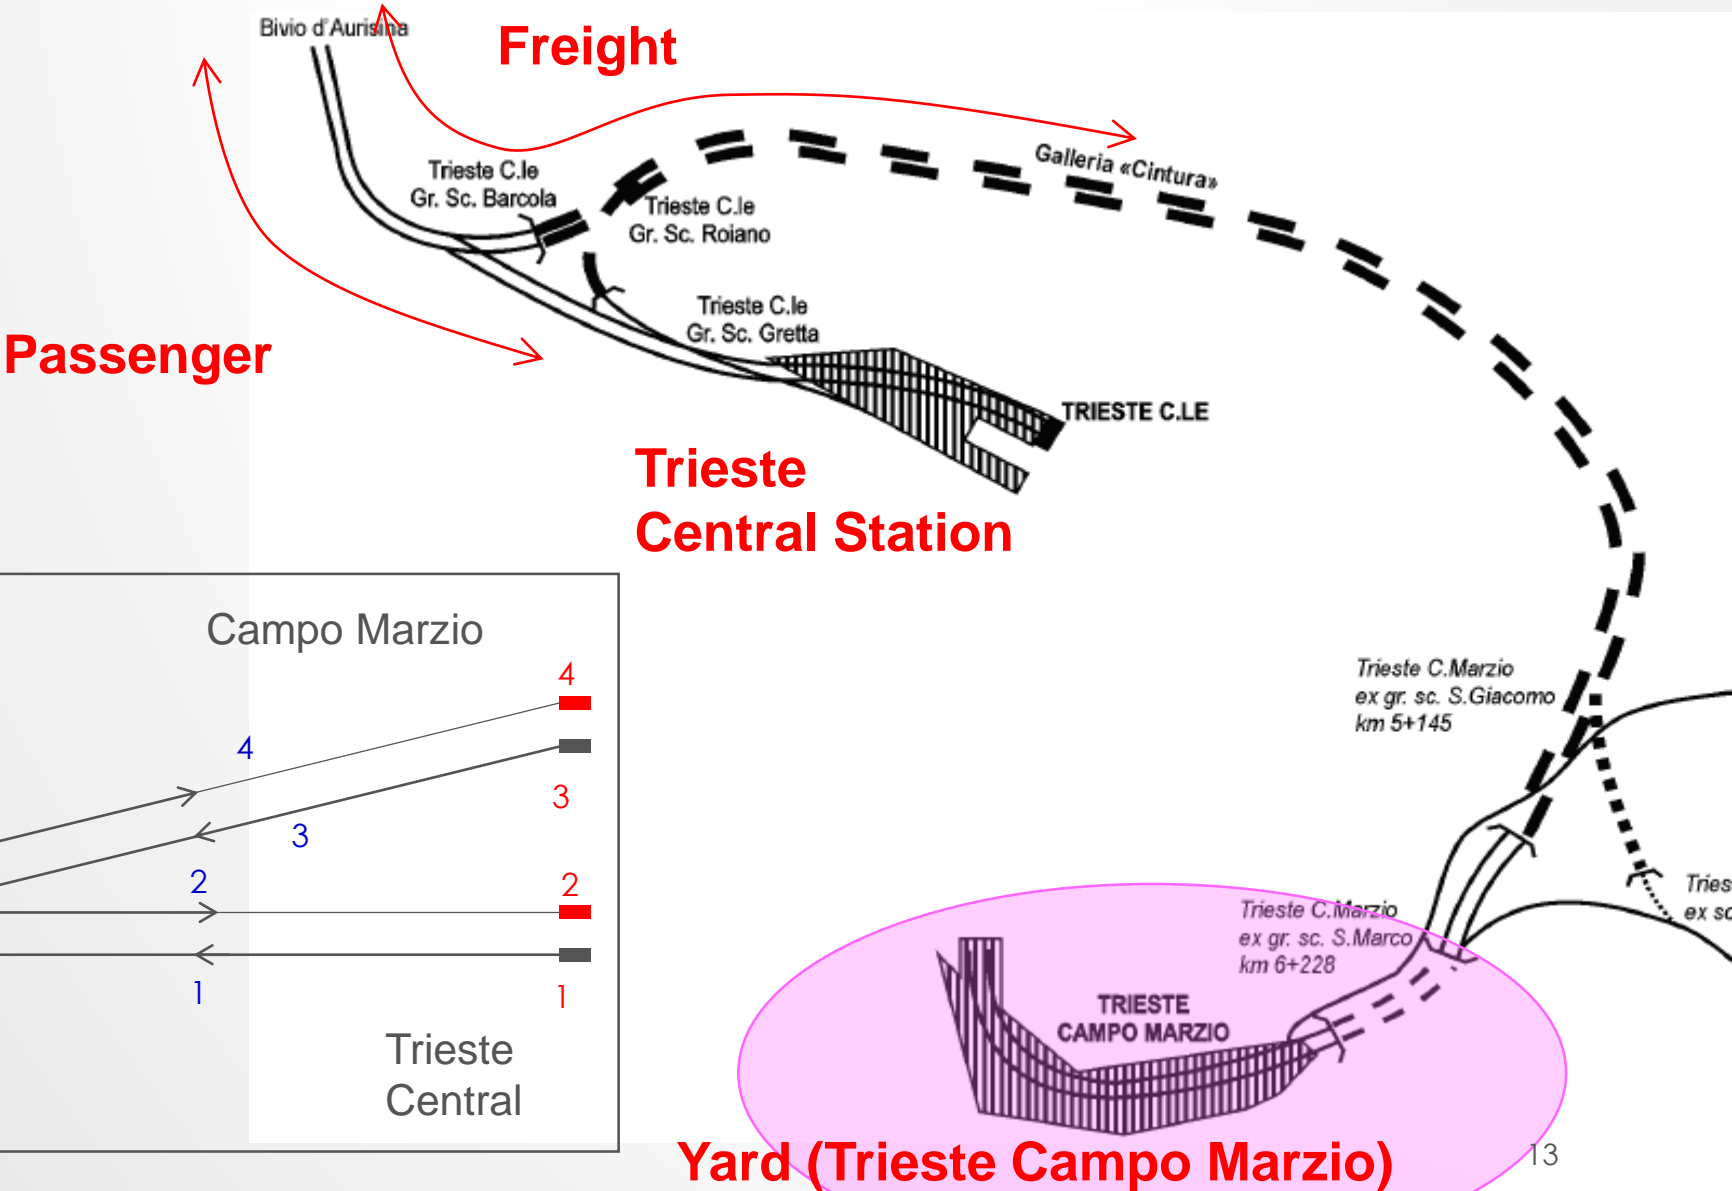 Bivio d'Aurisina
Freight
Galleria «Cintura»
Trieste C.le
Gr. Sc. Barcola
Trieste C.le
Gr. Sc. Roiano
Trieste C.le
Gr. Sc. Gretta
Passenger
TRIESTE C.LE
Trieste
Central Station
Campo Marzio
4
4
3
3
2
2
1
1
Trieste
Central
Trieste C.Marzio
ex gr. sc. S.Giacomo
km 5+145
Tries
ex sc
Trieste C.Marzio
ex gr. sc. S.Marco
km 6+228
TRIESTE
CAMPO MARZIO
Yard (Trieste Campo Marzio)
13